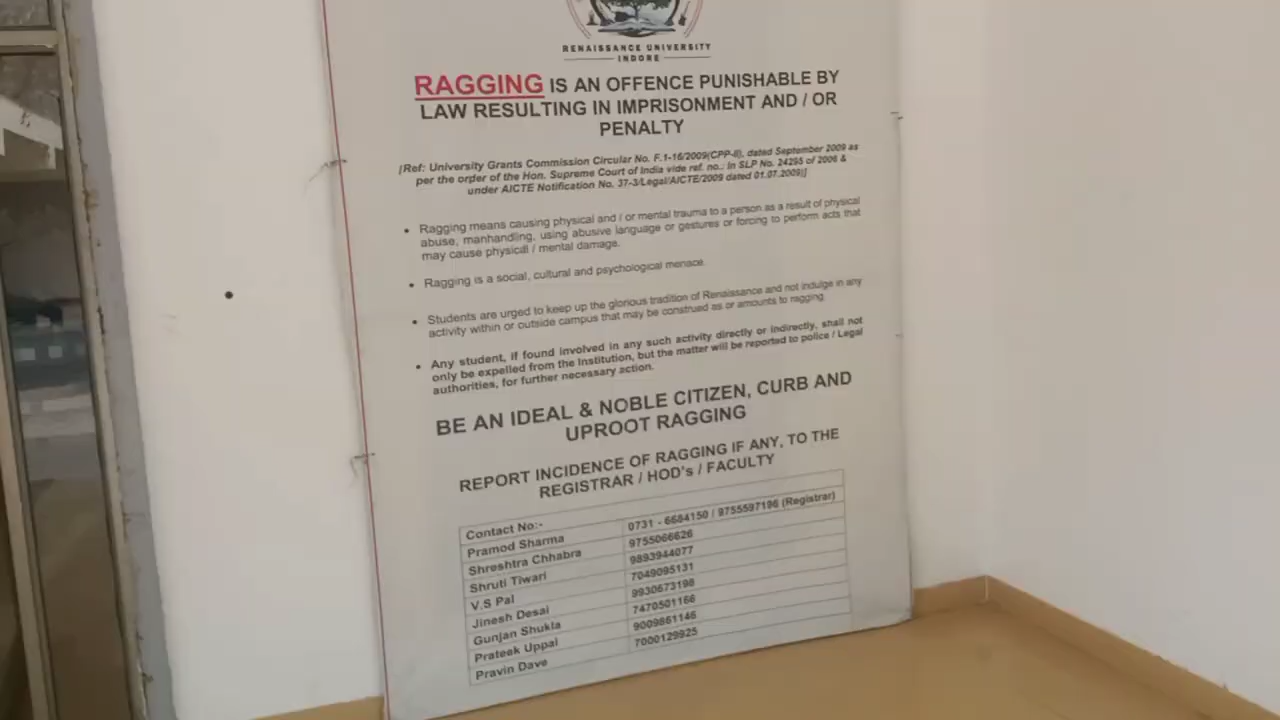 RENAISSANCE UNIVERSITY
INDORE
RAGGING IS AN OFFENCE PUNISHABLE BY
LAW RESULTING IN IMPRISONMENT AND / OR
PENALTY
[Ref: University Grants Commission Circular No. F.1-16/2009(CPP-II), dated September 2009 as
per the order of the Hon. Supreme Court of India vide ref. no.: In SLP No. 24295 of 2006 &
under AICTE Notification No. 37-3/Legal/AICTE/2009 dated 01.07.2009)]
• Ragging means causing physical and / or mental trauma to a person as a result of physical
abuse, manhandling, using abusive language or gestures or forcing to perform acts that
may cause physical / mental damage.
• Ragging is a social, cultural and psychological menace.
• Students are urged to keep up the glorious tradition of Renaissance and not indulge in any
activity within or outside campus that may be construed as or amounts to ragging.
• Any student, if found involved in any such activity directly or indirectly, shall not
only be expelled from the Institution, but the matter will be reported to police / Legal
authorities, for further necessary action.
BE AN IDEAL & NOBLE CITIZEN, CURB AND
UPROOT RAGGING
REPORT INCIDENCE OF RAGGING IF ANY, TO THE
REGISTRAR / HOD's / FACULTY
Contact No:- 0731 - 6684150 / 9755597196 (Registrar)
Pramod Sharma 9755066626
Shreshtra Chhabra 9893944077
Shruti Tiwari 7049095131
V.S Pal 9930673198
Jinesh Desai 7470501166
Gunjan Shukla 9009861146
Prateek Uppal 7000129925
Pravin Dave